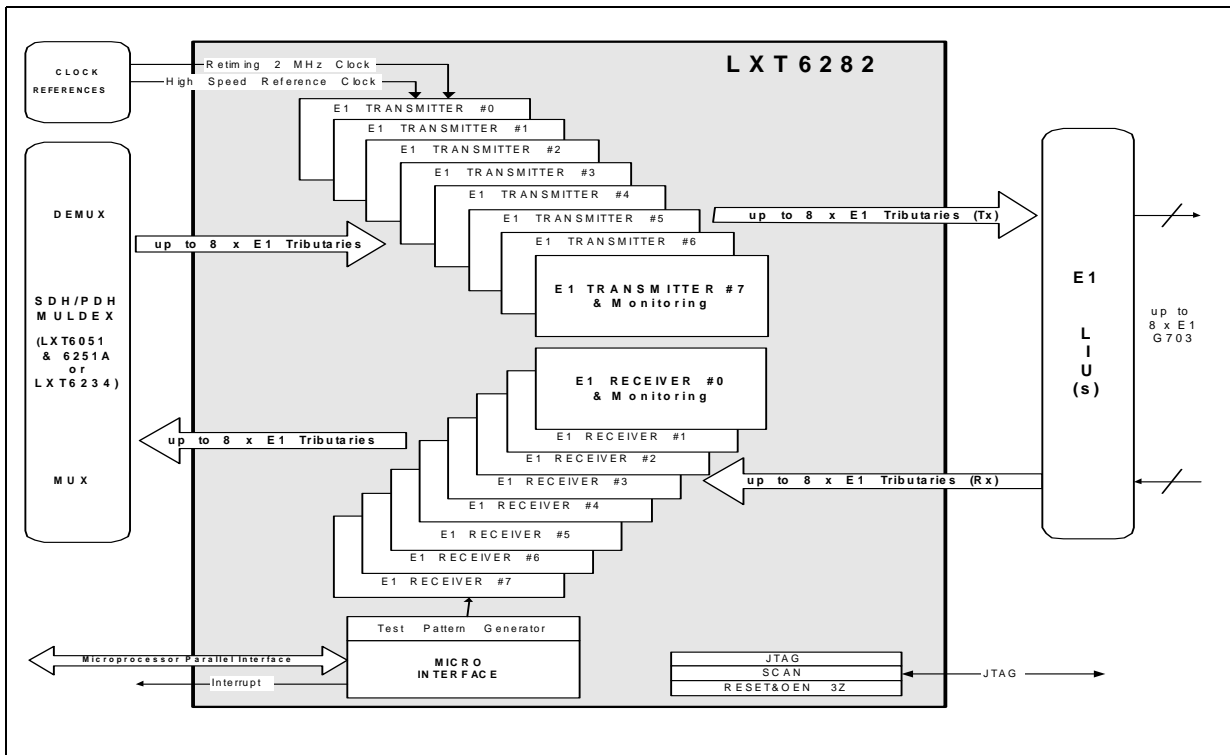 LXT6282
CLOCK
REFERENCES
Retiming 2 MHz Clock
High Speed Reference Clock
E1 TRANSMITTER #0
E1 TRANSMITTER #1
E1 TRANSMITTER #2
E1 TRANSMITTER #3
E1 TRANSMITTER #4
E1 TRANSMITTER #5
E1 TRANSMITTER #6
E1 TRANSMITTER #7
& Monitoring
DEMUX
up to 8 x E1 Tributaries
SDH/PDH
MULDEX
(LXT6051
& 6251A
or
LXT6234)
MUX
up to 8 x E1 Tributaries
up to 8 x E1 Tributaries (Tx)
E1
LIU
(s)
up to
8 x E1
G703
E1 RECEIVER #0
& Monitoring
E1 RECEIVER #1
E1 RECEIVER #2
E1 RECEIVER #3
E1 RECEIVER #4
E1 RECEIVER #5
E1 RECEIVER #6
E1 RECEIVER #7
up to 8 x E1 Tributaries (Rx)
Test Pattern Generator
MICRO
INTERFACE
Microprocessor Parallel Interface
Interrupt
JTAG
SCAN
RESET&OEN 3Z
JTAG